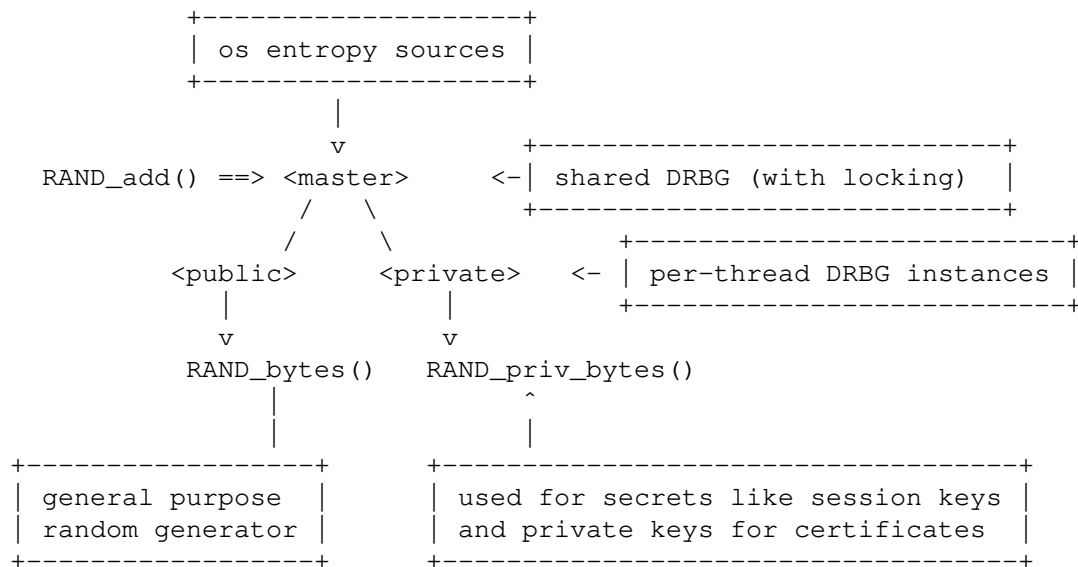 os entropy sources
RAND_add() ==> <master> <- shared DRBG (with locking)
<public> <private> <- per-thread DRBG instances
v v
RAND_bytes() RAND_priv_bytes()
general purpose used for secrets like session keys
random generator and private keys for certificates